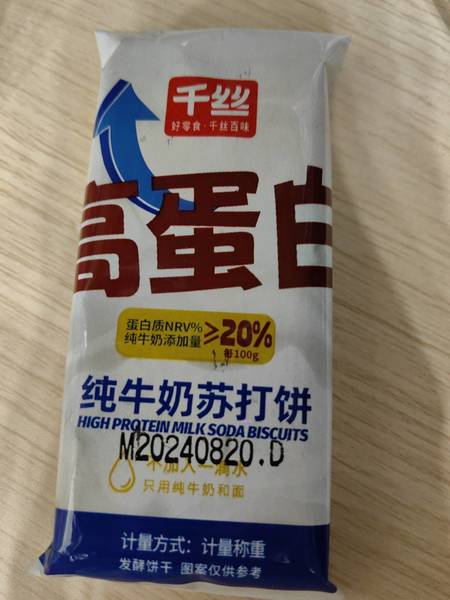 千丝
好零食·千丝百味
高蛋白
蛋白质NRV%
纯牛奶添加量
≥20%
每100g
纯牛奶苏打饼
HIGH PROTEIN MILK SODA BISCUITS
M20240820.D
不加入一滴水
只用纯牛奶和面
计量方式：计量称重
发酵饼干 图案仅供参考